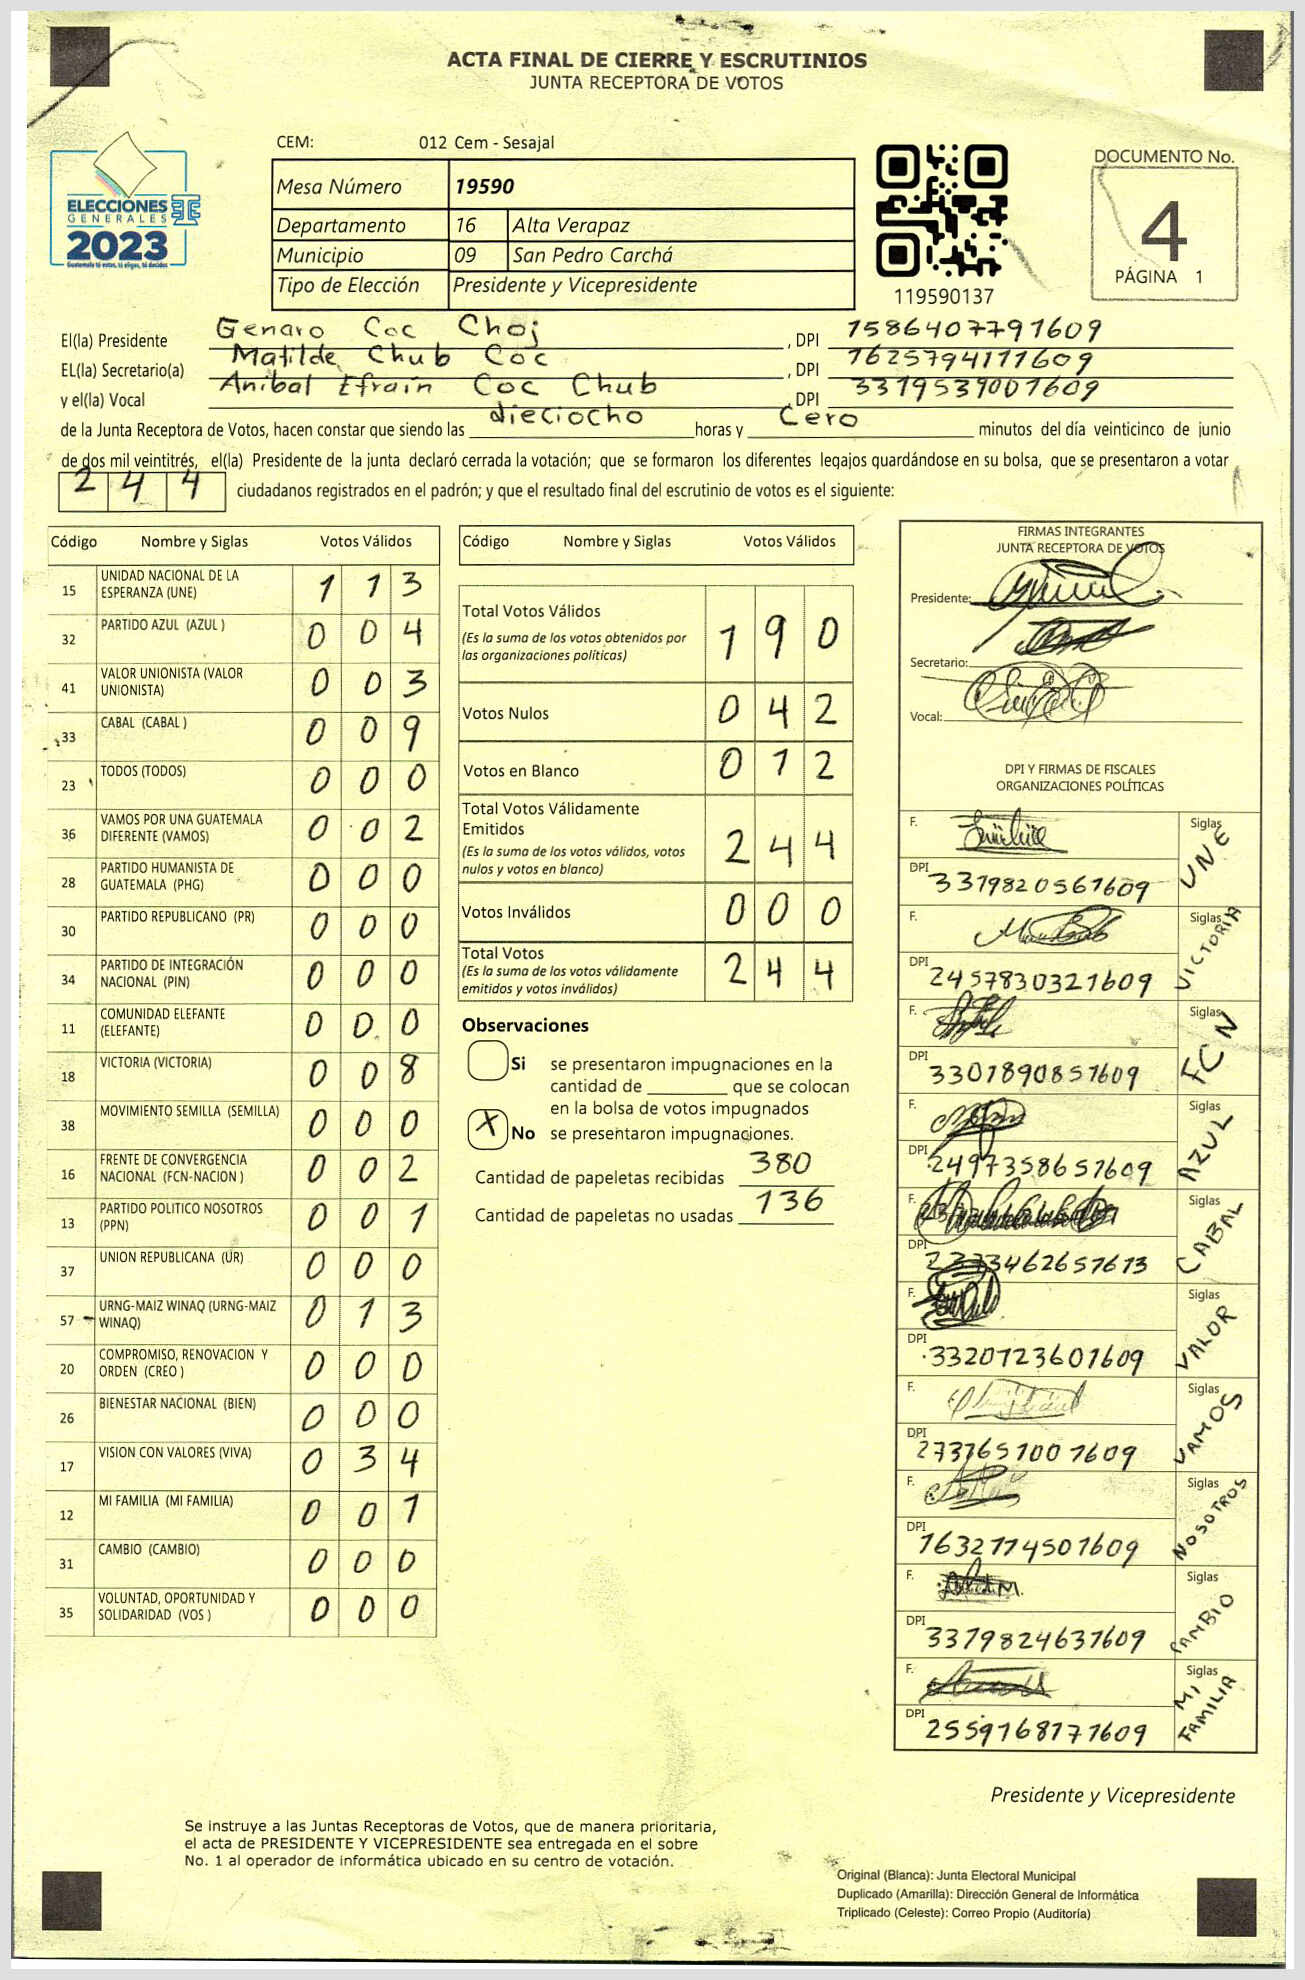 ACTA FINAL DE CIERRE Y ESCRUTINIOS
JUNTA RECEPTORA DE VOTOS
ELECCIONES
GENERALES
2023
Guatemala tú estas, tú eliges, tú decides
CEM: 012 Cem - Sesajal
Mesa Número 19590
Departamento 16 Alta Verapaz
Municipio 09 San Pedro Carchá
Tipo de Elección Presidente y Vicepresidente
119590137
DOCUMENTO No.
4
PÁGINA 1
El(la) Presidente Genaro Coc Choj, DPI 1586407791609
EL(la) Secretario(a) Matilde Chub Coc, DPI 1625794111609
y el(la) Vocal Anibal Efraín Coc Chub, DPI 3319539001609
de la Junta Receptora de Votos, hacen constar que siendo las dieciocho horas y Cero minutos del día veinticinco de junio
de dos mil veintitrés, el(la) Presidente de la junta declaró cerrada la votación; que se formaron los diferentes legajos guardándose en su bolsa, que se presentaron a votar
244 ciudadanos registrados en el padrón; y que el resultado final del escrutinio de votos es el siguiente:
Código Nombre y Siglas Votos Válidos
15 UNIDAD NACIONAL DE LA ESPERANZA (UNE) 1 1 3
32 PARTIDO AZUL (AZUL ) 0 0 4
41 VALOR UNIONISTA (VALOR UNIONISTA) 0 0 3
33 CABAL (CABAL ) 0 0 9
23 TODOS (TODOS) 0 0 0
36 VAMOS POR UNA GUATEMALA DIFERENTE (VAMOS) 0 0 2
28 PARTIDO HUMANISTA DE GUATEMALA (PHG) 0 0 0
30 PARTIDO REPUBLICANO (PR) 0 0 0
34 PARTIDO DE INTEGRACIÓN NACIONAL (PIN) 0 0 0
11 COMUNIDAD ELEFANTE (ELEFANTE) 0 0 0
18 VICTORIA (VICTORIA) 0 0 8
38 MOVIMIENTO SEMILLA (SEMILLA) 0 0 0
16 FRENTE DE CONVERGENCIA NACIONAL (FCN-NACION ) 0 0 2
13 PARTIDO POLITICO NOSOTROS (PPN) 0 0 1
37 UNION REPUBLICANA (UR) 0 0 0
57 URNG-MAIZ WINAQ (URNG-MAIZ WINAQ) 0 1 3
20 COMPROMISO, RENOVACION Y ORDEN (CREO ) 0 0 0
26 BIENESTAR NACIONAL (BIEN) 0 0 0
17 VISION CON VALORES (VIVA) 0 3 4
12 MI FAMILIA (MI FAMILIA) 0 0 1
31 CAMBIO (CAMBIO) 0 0 0
35 VOLUNTAD, OPORTUNIDAD Y SOLIDARIDAD (VOS ) 0 0 0
Código Nombre y Siglas Votos Válidos
Total Votos Válidos 1 9 0
(Es la suma de los votos obtenidos por
las organizaciones políticas)
Votos Nulos 0 4 2
Votos en Blanco 0 1 2
Total Votos Válidamente
Emitidos 2 4 4
(Es la suma de los votos válidos, votos
nulos y votos en blanco)
Votos Inválidos 0 0 0
Total Votos 2 4 4
(Es la suma de los votos válidamente
emitidos y votos inválidos)
Observaciones
Si se presentaron impugnaciones en la
cantidad de ________ que se colocan
en la bolsa de votos impugnados
X No se presentaron impugnaciones.
Cantidad de papeletas recibidas 380
Cantidad de papeletas no usadas 136
FIRMAS INTEGRANTES
JUNTA RECEPTORA DE VOTOS
Presidente:
Secretario:
Vocal:
DPI Y FIRMAS DE FISCALES
ORGANIZACIONES POLÍTICAS
F. Siglas UNE
DPI 3319820561609
F. Siglas VICTORIA
DPI 2457830321609
F. Siglas FCN
DPI 3301890851609
F. Siglas AZUL
DPI 2497358651609
F. Siglas CABAL
DPI 2373462651613
F. Siglas VALOR
DPI 3320123601609
F. Siglas VAMOS
DPI 2737651001609
F. Siglas NOSOTROS
DPI 1632114501609
F. Siglas CAMBIO
DPI 3379824631609
F. Siglas MI FAMILIA
DPI 2559168171609
Presidente y Vicepresidente
Se instruye a las Juntas Receptoras de Votos, que de manera prioritaria,
el acta de PRESIDENTE Y VICEPRESIDENTE sea entregada en el sobre
No. 1 al operador de informática ubicado en su centro de votación.
Original (Blanca): Junta Electoral Municipal
Duplicado (Amarilla): Dirección General de Informática
Triplicado (Celeste): Correo Propio (Auditoría)